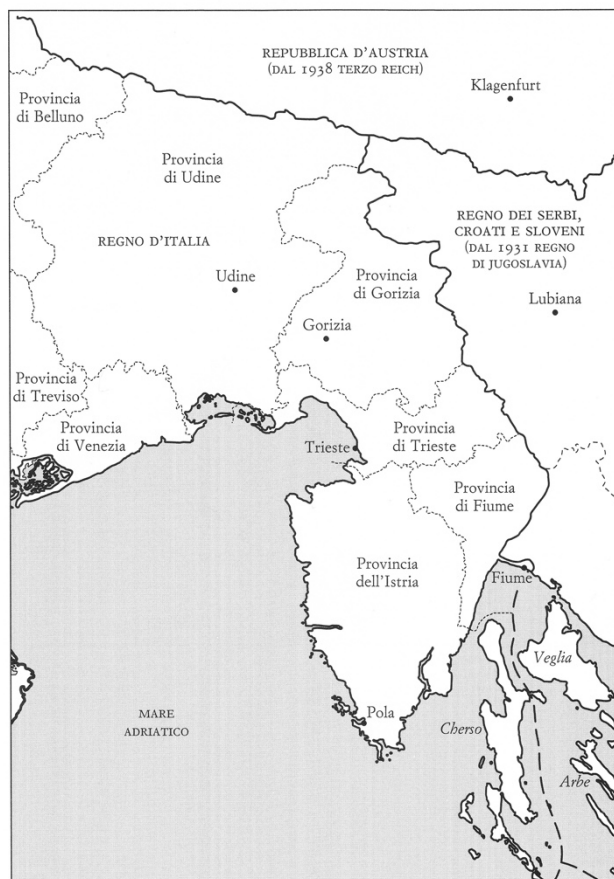 REPUBBLICA D'AUSTRIA
(DAL 1938 TERZO REICH)
Klagenfurt
Provincia
di Belluno
Provincia
di Udine
REGNO D'ITALIA
REGNO DEI SERBI,
CROATI E SLOVENI
(DAL 1931 REGNO
DI JUGOSLAVIA)
Udine
Provincia
di Gorizia
Lubiana
Gorizia
Provincia
di Treviso
Provincia
di Venezia
Trieste
Provincia
di Trieste
Provincia
di Fiume
Provincia
dell'Istria
Fiume
Veglia
MARE
ADRIATICO
Pola
Cherso
Arbe